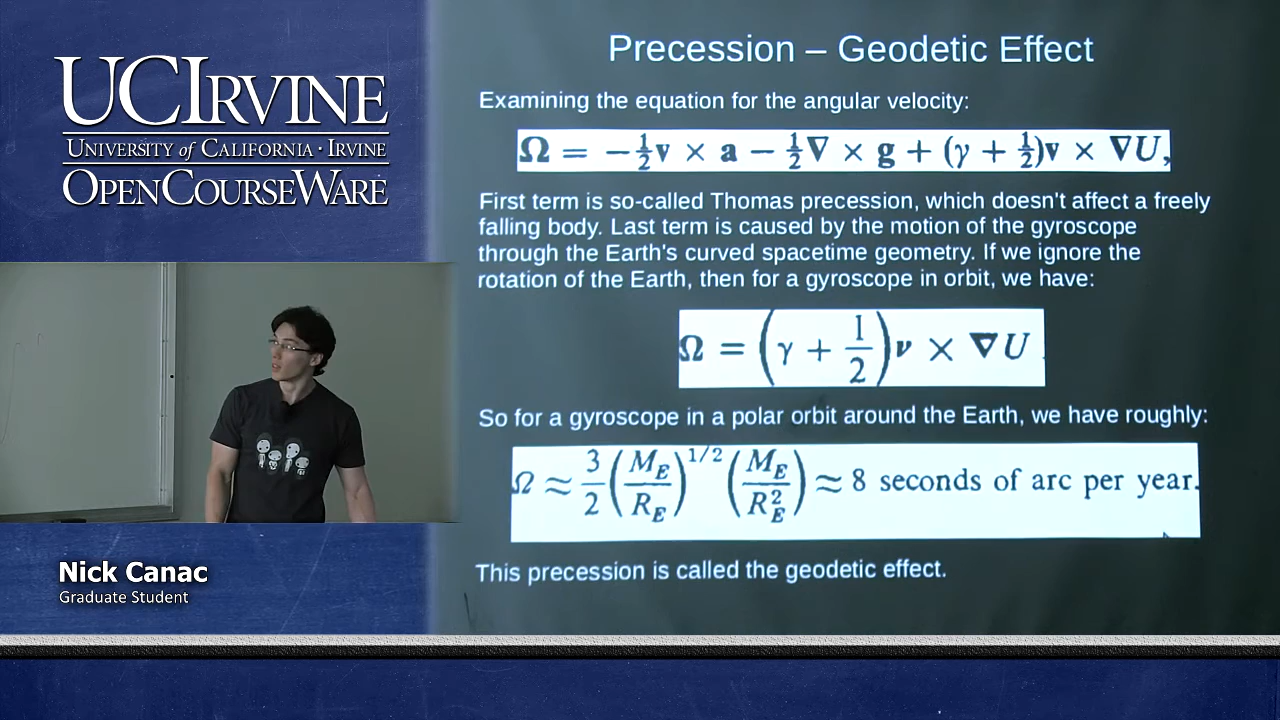 UCIRVINE
UNIVERSITY of CALIFORNIA · IRVINE
OPENCOURSEWARE
Nick Canac
Graduate Student
Precession – Geodetic Effect
Examining the equation for the angular velocity:
Ω = −½v × a − ½∇ × g + (γ + ½)v × ∇U,
First term is so-called Thomas precession, which doesn't affect a freely
falling body. Last term is caused by the motion of the gyroscope
through the Earth's curved spacetime geometry. If we ignore the
rotation of the Earth, then for a gyroscope in orbit, we have:
Ω = (γ + 1/2) v × ∇U
So for a gyroscope in a polar orbit around the Earth, we have roughly:
Ω ≈ 3/2 (M_E/R_E)^1/2 (M_E/R_E^2) ≈ 8 seconds of arc per year.
This precession is called the geodetic effect.